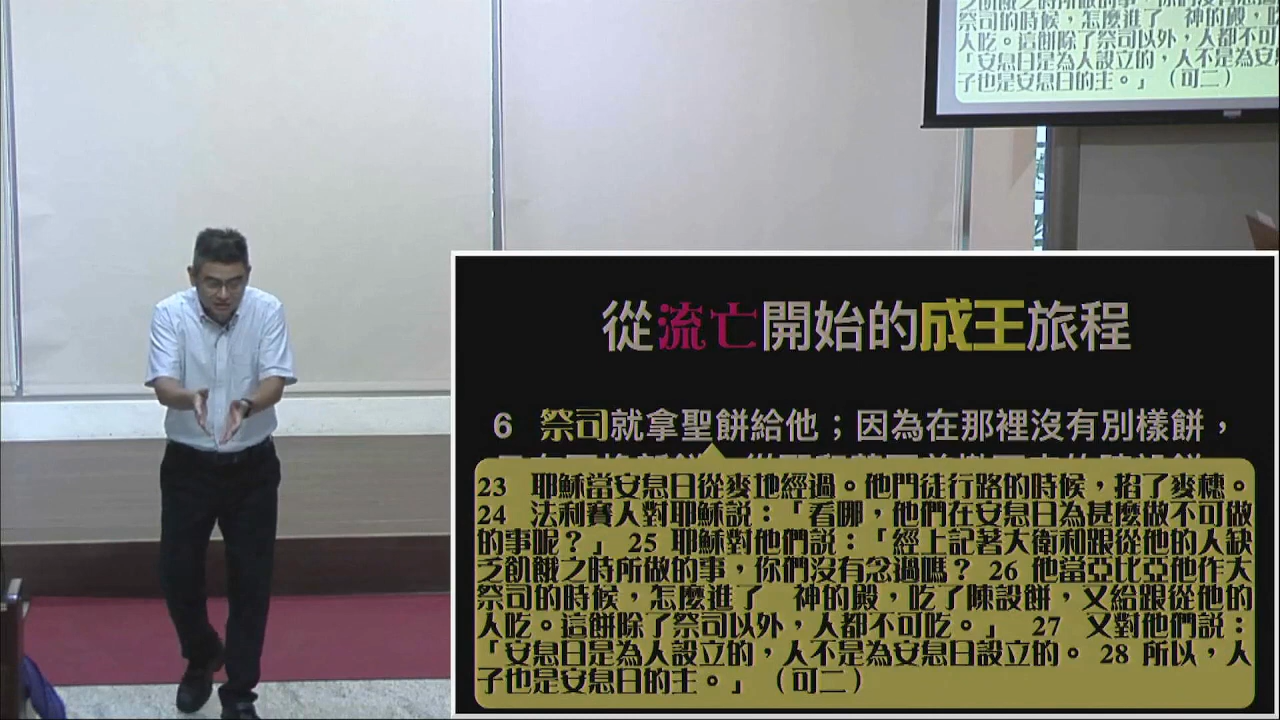 祭司的時候，怎麼進了　神的殿，
人吃。這餅除了祭司以外，人都不可
「安息日是為人設立的，人不是為安
子也是安息日的主。」（可二）
從流亡開始的成王旅程
6 祭司就拿聖餅給他；因為在那裡沒有別樣餅，
23 耶穌當安息日從麥地經過。他門徒行路的時候，掐了麥穗。
24 法利賽人對耶穌說：「看哪，他們在安息日為甚麼做不可做
的事呢？」 25 耶穌對他們說：「經上記著大衛和跟從他的人缺
乏飢餓之時所做的事，你們沒有念過嗎？ 26 他當亞比亞他作大
祭司的時候，怎麼進了　神的殿，吃了陳設餅，又給跟從他的
人吃。這餅除了祭司以外，人都不可吃。」 27 又對他們說：
「安息日是為人設立的，人不是為安息日設立的。 28 所以，人
子也是安息日的主。」（可二）